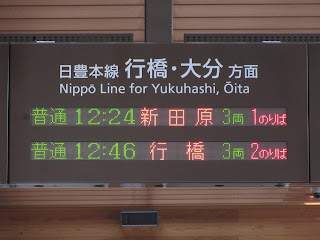 日豊本線 行橋・大分 方面
Nippō Line for Yukuhashi, Ōita
普通 12:24 新田原 3両 1のりば
普通 12:46 行橋 3両 2のりば